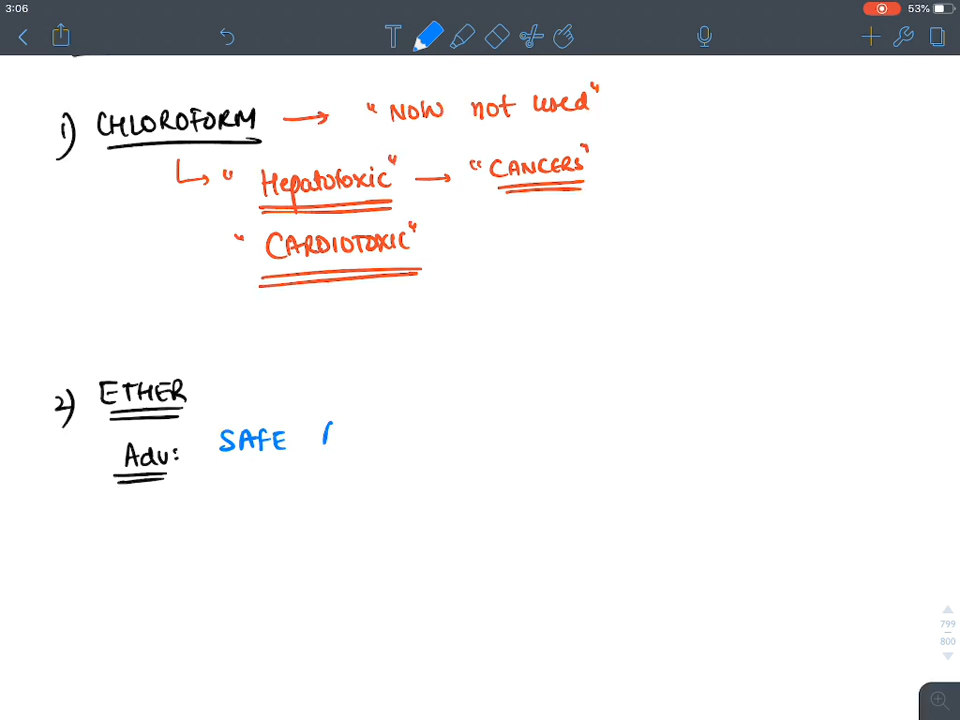 3:06 53%
T
1) CHLOROFORM → "NOW not used"
↳ "Hepatotoxic" → "CANCERS"
"CARDIOTOXIC"
2) ETHER
Adv: SAFE
799
800